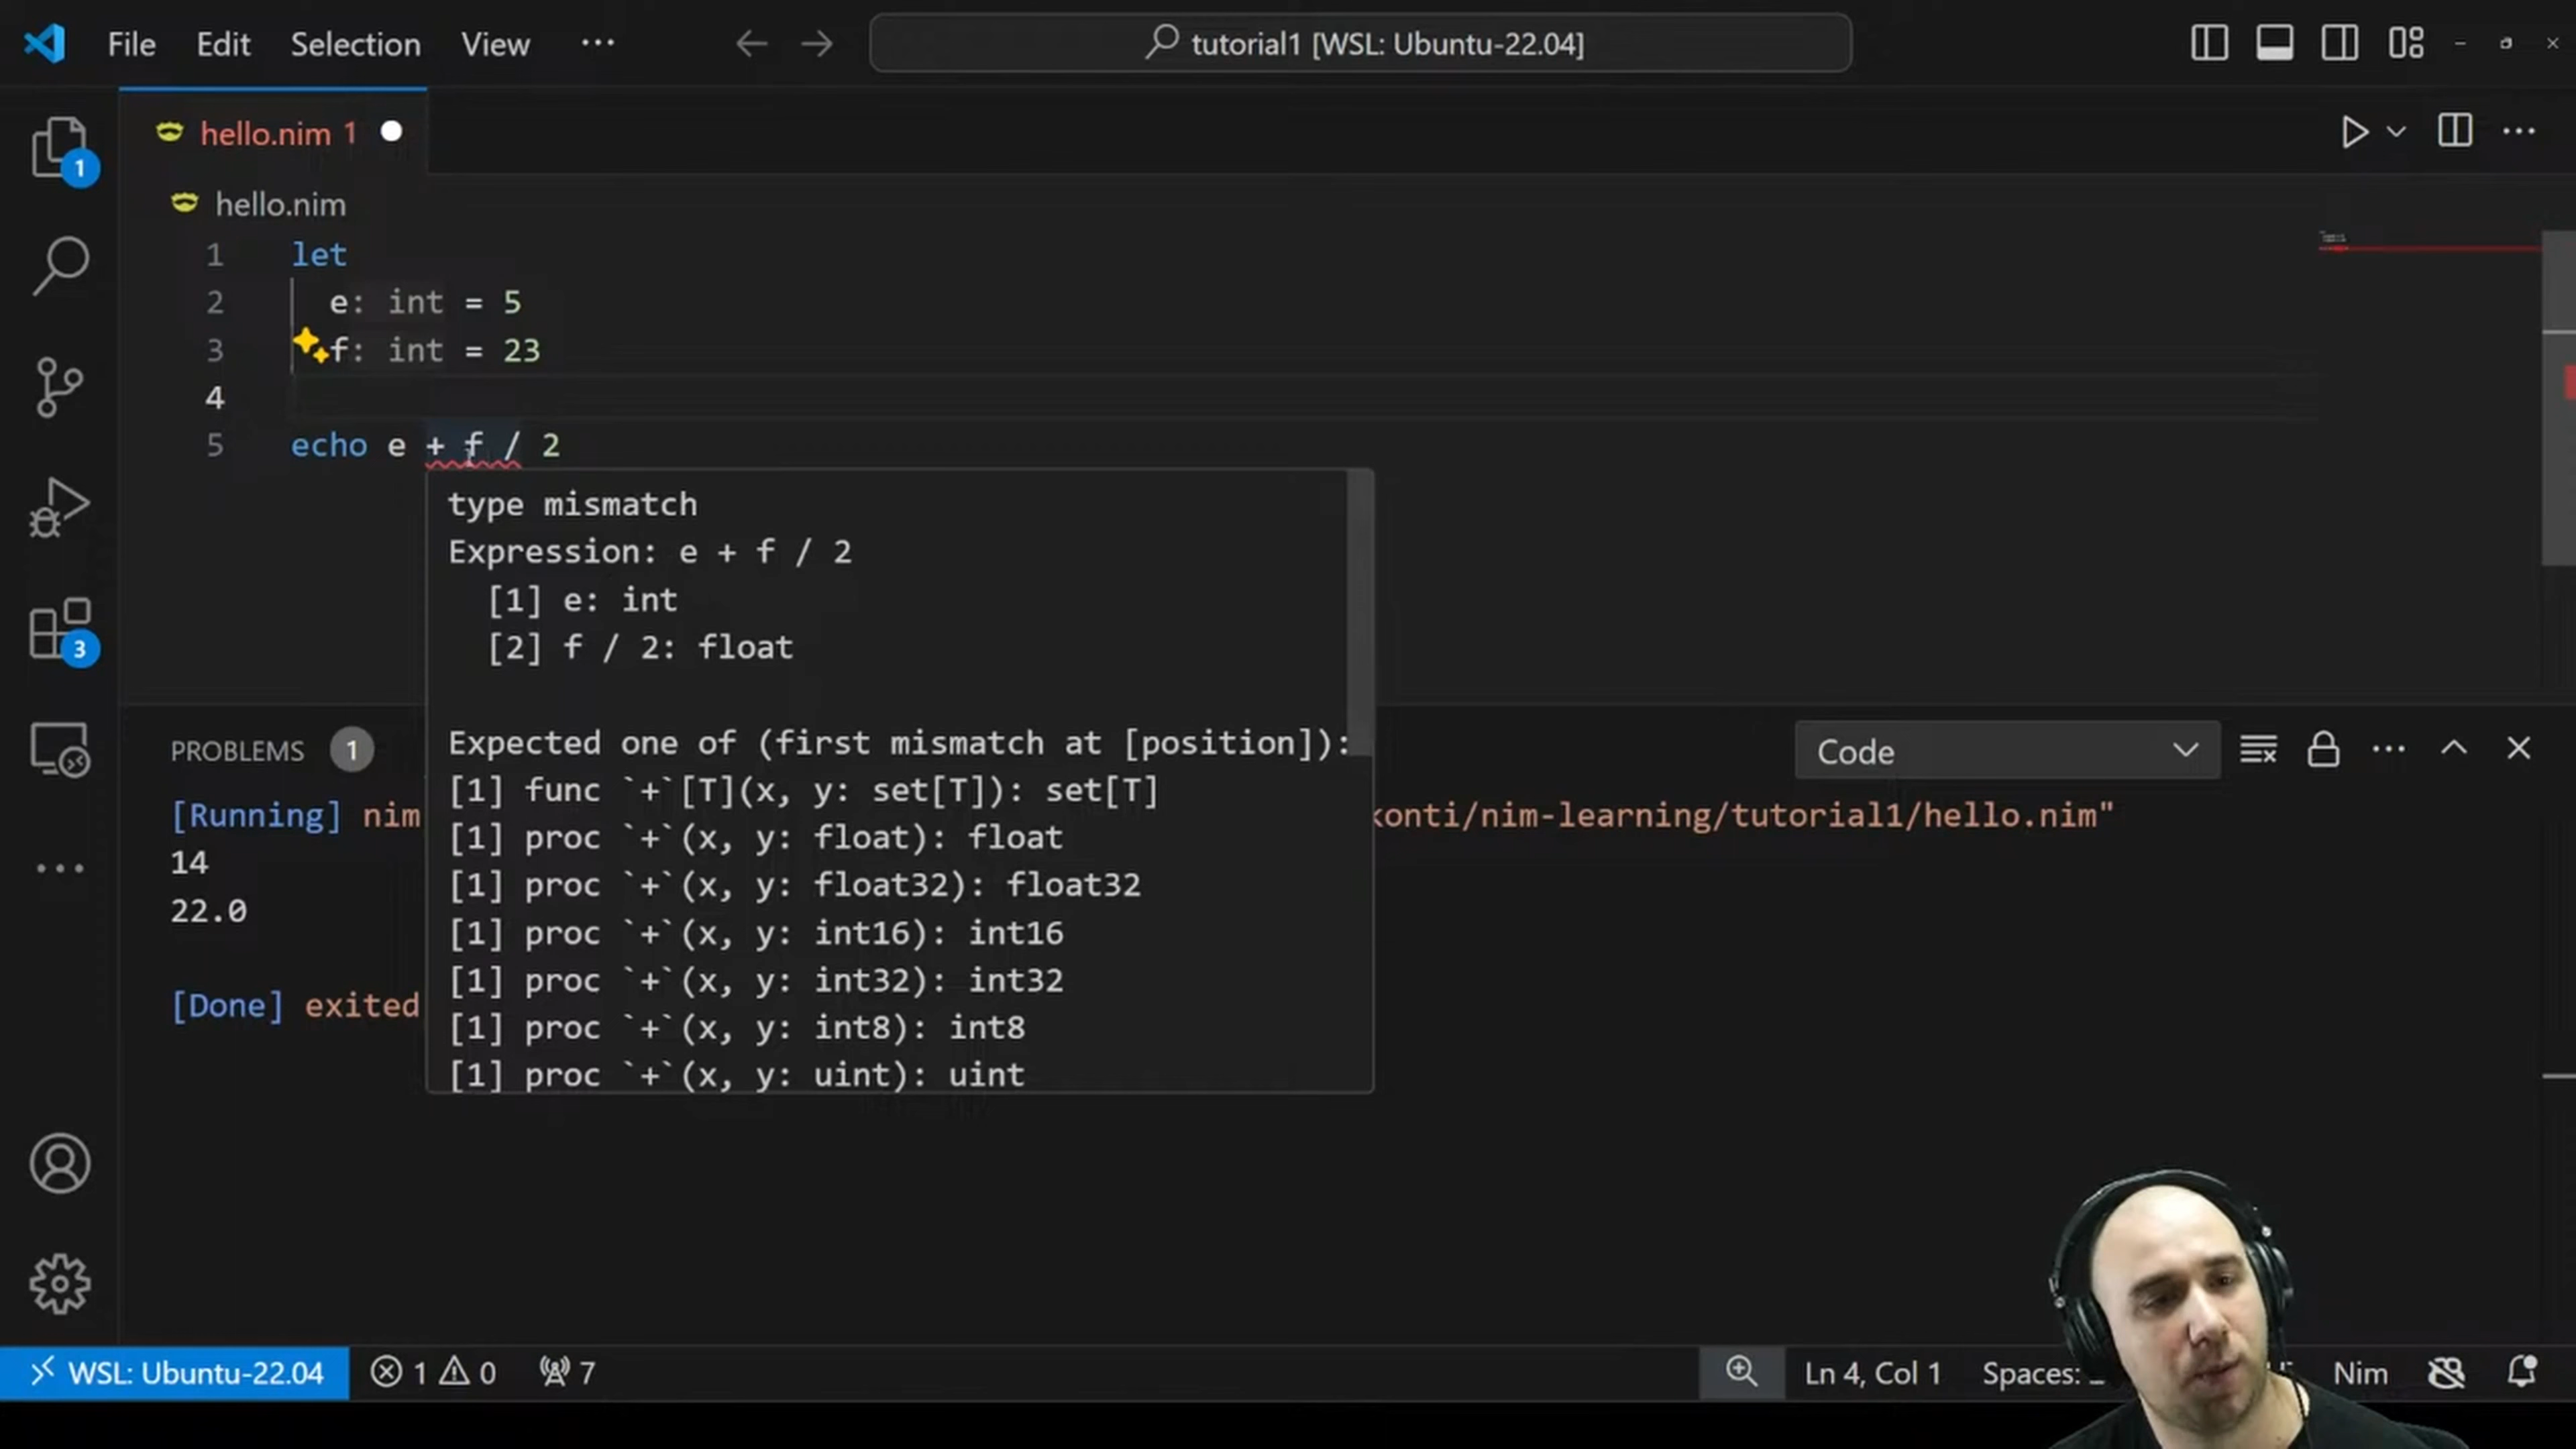 File Edit Selection View ··· tutorial1 [WSL: Ubuntu-22.04]
hello.nim 1
hello.nim
1 let
2 e: int = 5
3 f: int = 23
4
5 echo e + f / 2
type mismatch
Expression: e + f / 2
[1] e: int
[2] f / 2: float
Expected one of (first mismatch at [position]):
[1] func `+`[T](x, y: set[T]): set[T]
[1] proc `+`(x, y: float): float
[1] proc `+`(x, y: float32): float32
[1] proc `+`(x, y: int16): int16
[1] proc `+`(x, y: int32): int32
[1] proc `+`(x, y: int8): int8
[1] proc `+`(x, y: uint): uint
1
3
PROBLEMS 1 Code
[Running] nim konti/nim-learning/tutorial1/hello.nim"
14
22.0
[Done] exited
WSL: Ubuntu-22.04 1 0 7 Ln 4, Col 1 Spaces: Nim